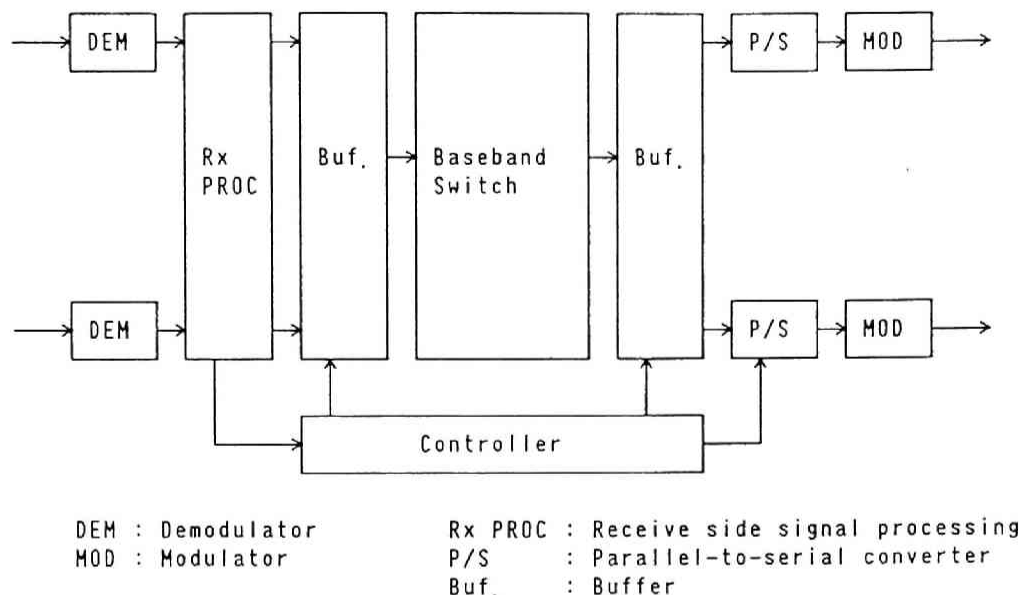 DEM
P/S
MOD
Rx
PROC
Buf.
Baseband
Switch
Buf.
DEM
P/S
MOD
Controller
DEM : Demodulator
MOD : Modulator
Rx PROC : Receive side signal processing
P/S : Parallel-to-serial converter
Buf. : Buffer